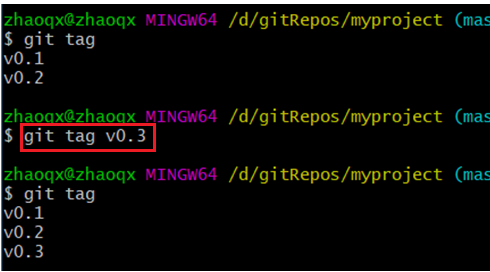 zhaoqx@zhaoqx MINGW64 /d/gitRepos/myproject (mas
$ git tag
v0.1
v0.2
zhaoqx@zhaoqx MINGW64 /d/gitRepos/myproject (mas
$ git tag v0.3
zhaoqx@zhaoqx MINGW64 /d/gitRepos/myproject (mas
$ git tag
v0.1
v0.2
v0.3